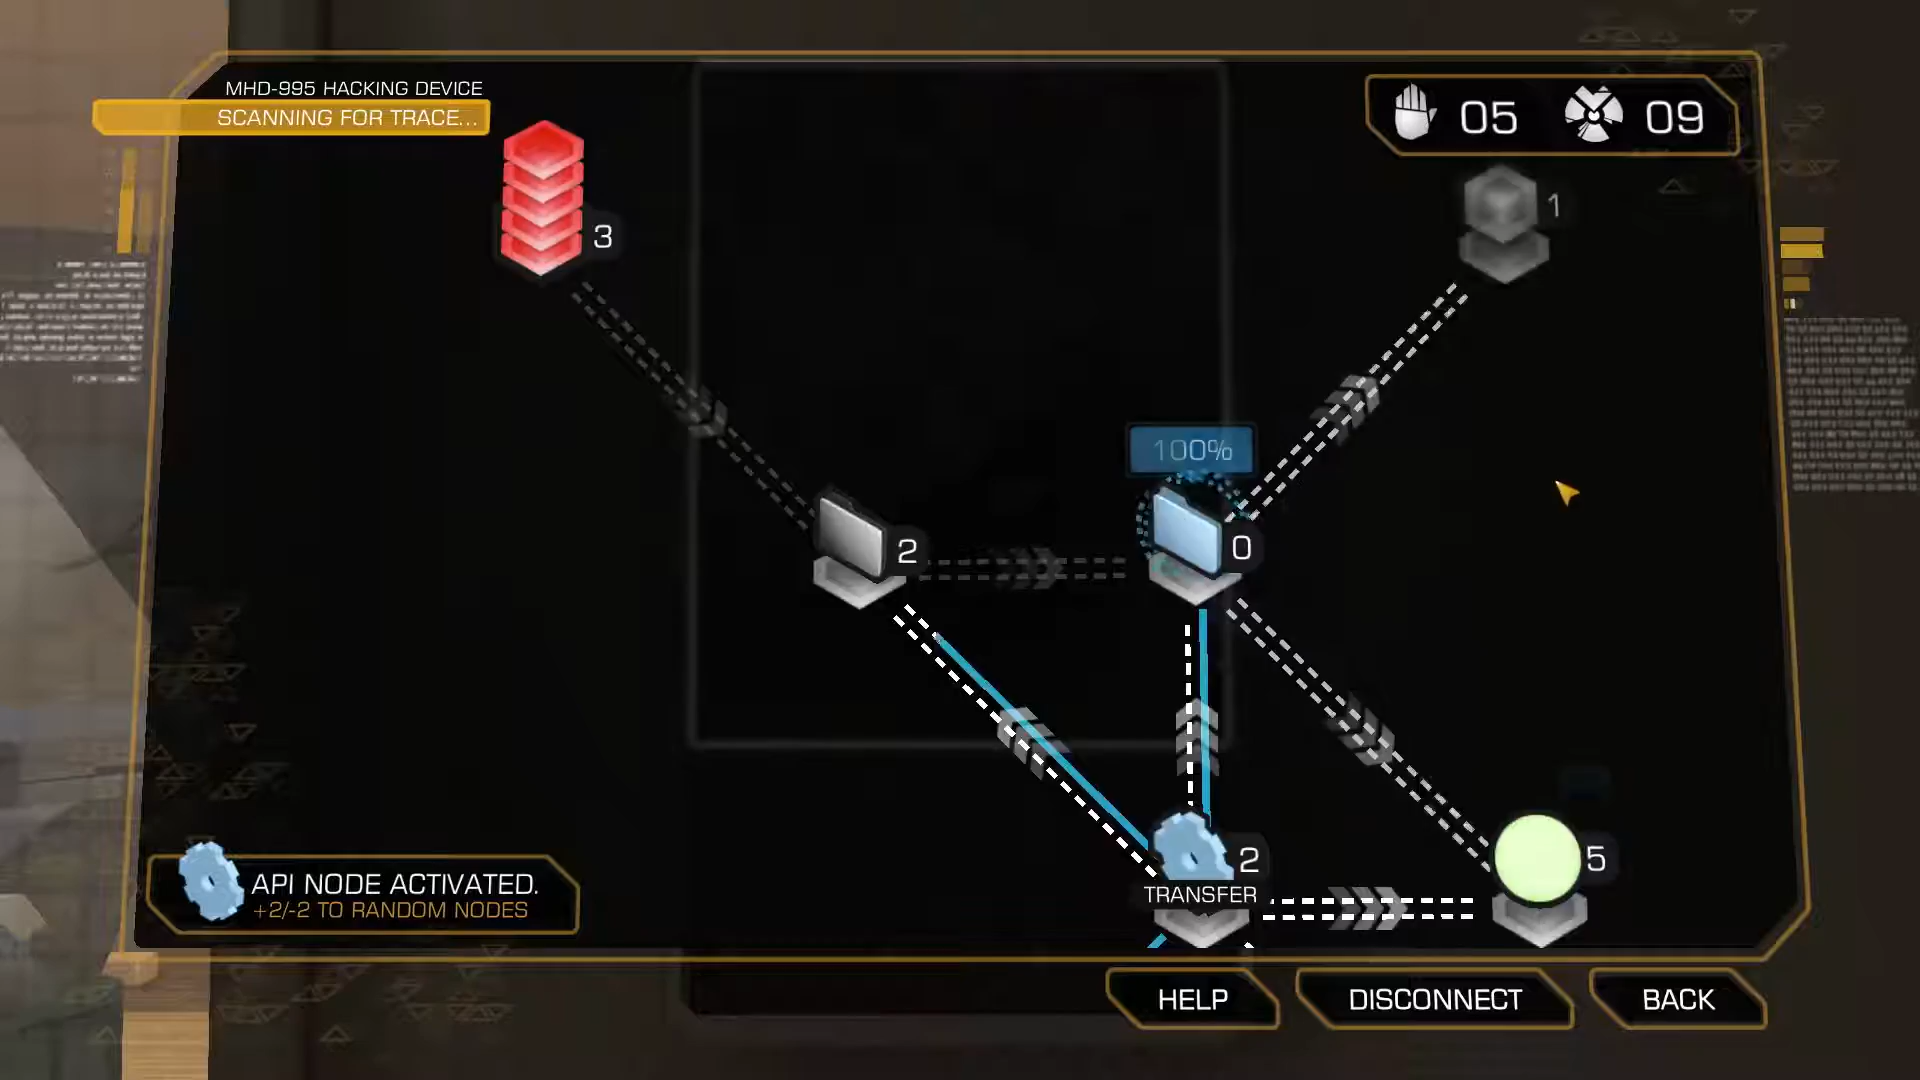 MHD-995 HACKING DEVICE
SCANNING FOR TRACE...
05 09
3
1
100%
2
0
2
5
TRANSFER
API NODE ACTIVATED.
+2/-2 TO RANDOM NODES
HELP
DISCONNECT
BACK